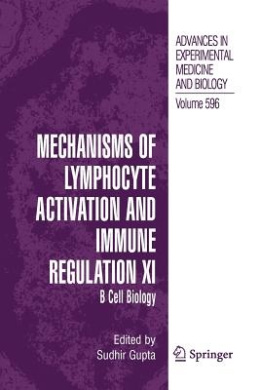 ADVANCES IN
EXPERIMENTAL
MEDICINE
AND BIOLOGY
Volume 596
MECHANISMS OF
LYMPHOCYTE
ACTIVATION AND
IMMUNE
REGULATION XI
B Cell Biology
Edited by
Sudhir Gupta
Springer